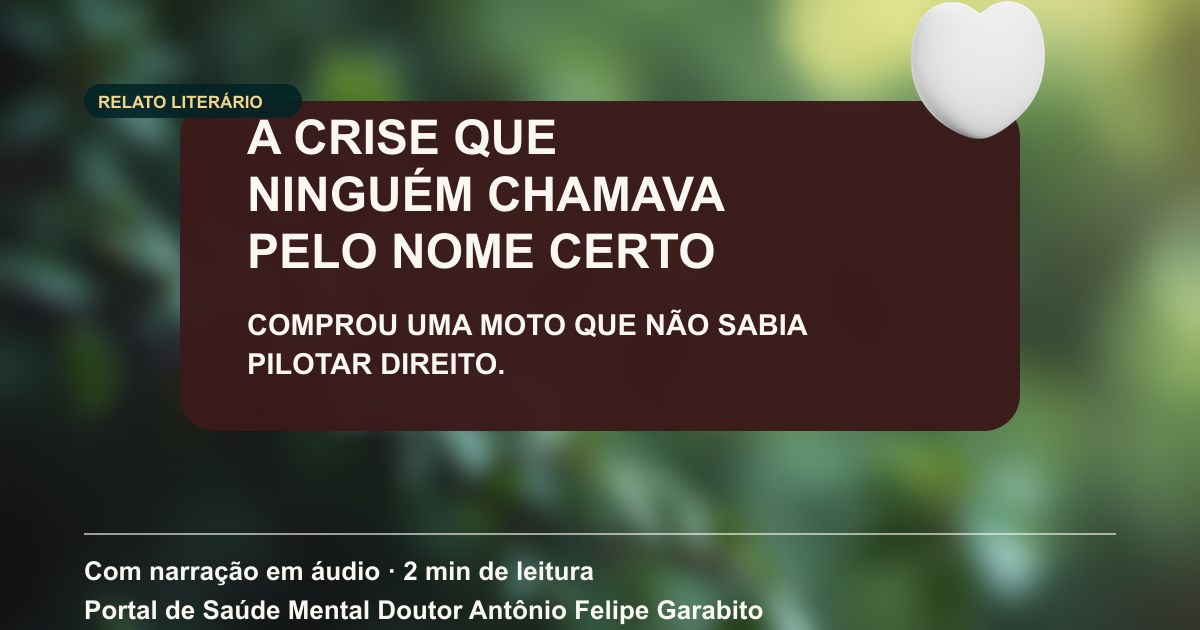 RELATO LITERÁRIO
A CRISE QUE
NINGUÉM CHAMAVA
PELO NOME CERTO
COMPROU UMA MOTO QUE NÃO SABIA
PILOTAR DIREITO.
Com narração em áudio · 2 min de leitura
Portal de Saúde Mental Doutor Antônio Felipe Garabito